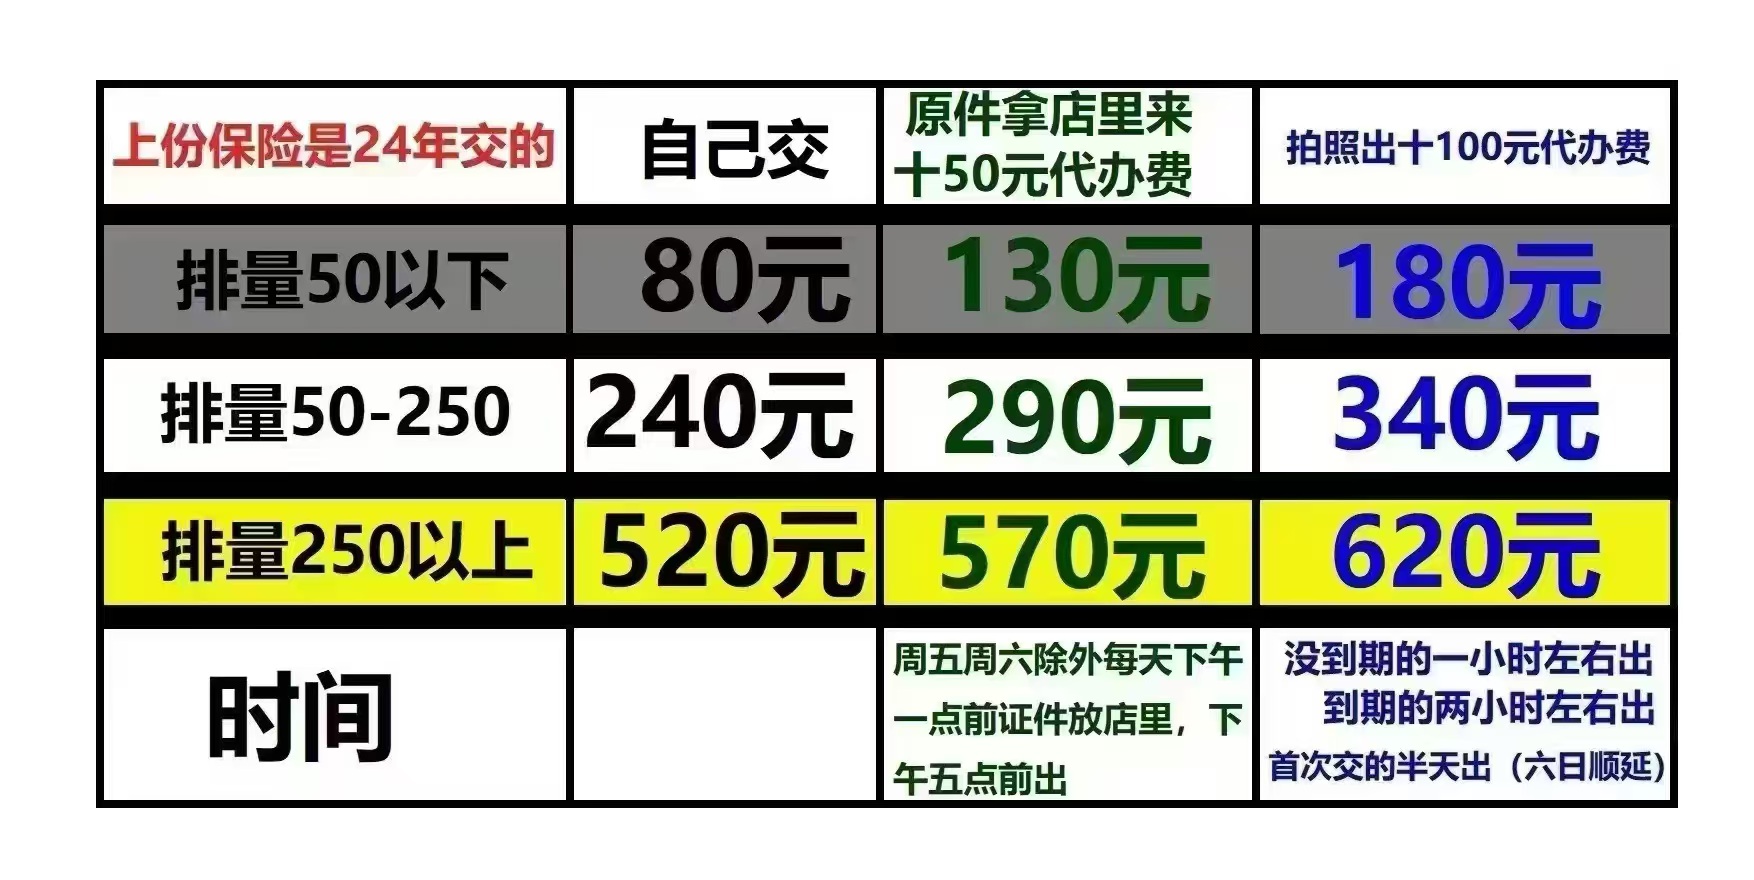 上份保险是24年交的
自己交
原件拿店里来
十50元代办费
拍照出十100元代办费
排量50以下
80元
130元
180元
排量50-250
240元
290元
340元
排量250以上
520元
570元
620元
时间
周五周六除外每天下午
一点前证件放店里，下
午五点前出
没到期的一小时左右出
到期的两小时左右出
首次交的半天出（六日顺延）